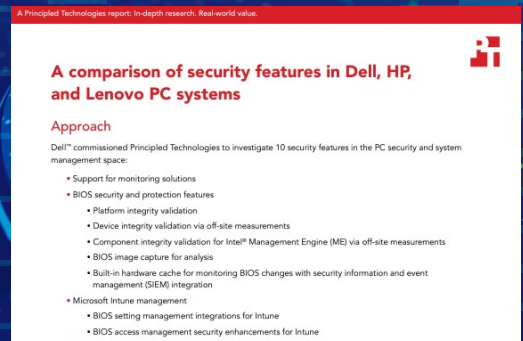 A Principled Technologies report: In-depth research. Real-world value.
PT
A comparison of security features in Dell, HP,
and Lenovo PC systems
Approach
Dell™ commissioned Principled Technologies to investigate 10 security features in the PC security and system
management space:
• Support for monitoring solutions
• BIOS security and protection features
• Platform integrity validation
• Device integrity validation via off-site measurements
• Component integrity validation for Intel® Management Engine (ME) via off-site measurements
• BIOS image capture for analysis
• Built-in hardware cache for monitoring BIOS changes with security information and event
management (SIEM) integration
• Microsoft Intune management
• BIOS setting management integrations for Intune
• BIOS access management security enhancements for Intune